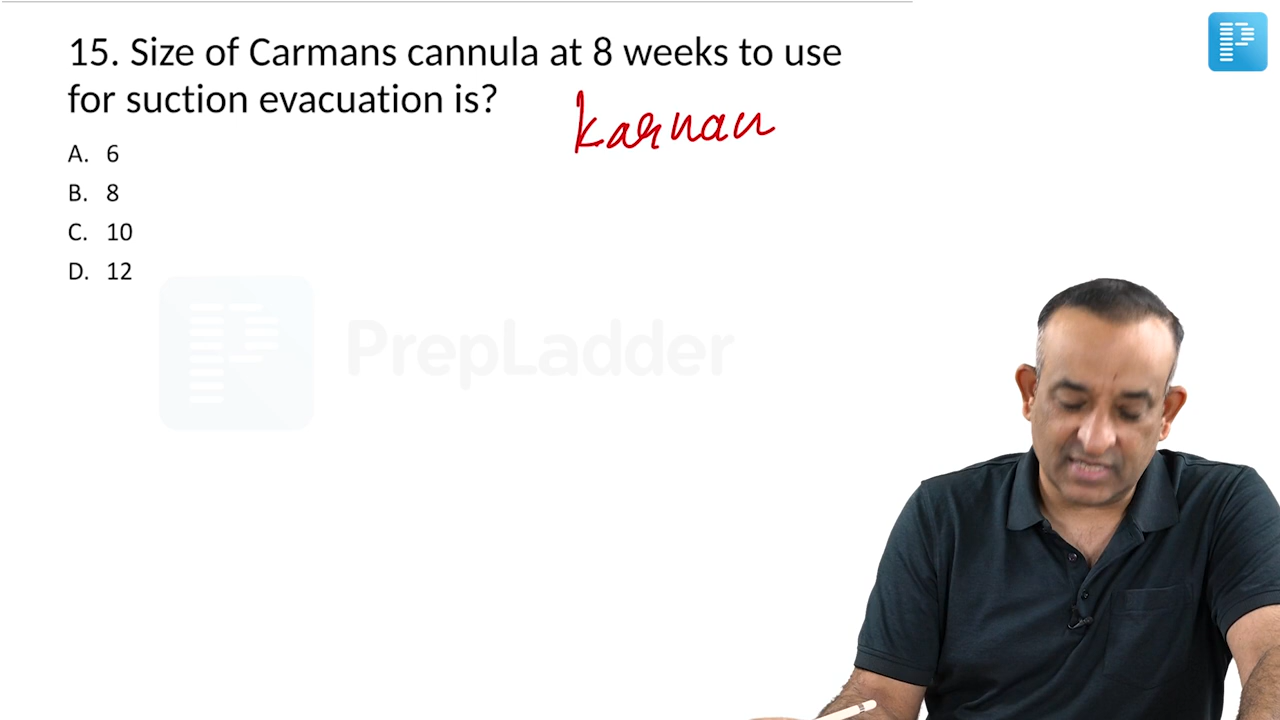 15. Size of Carmans cannula at 8 weeks to use
for suction evacuation is?
Karman
A. 6
B. 8
C. 10
D. 12
PrepLadder